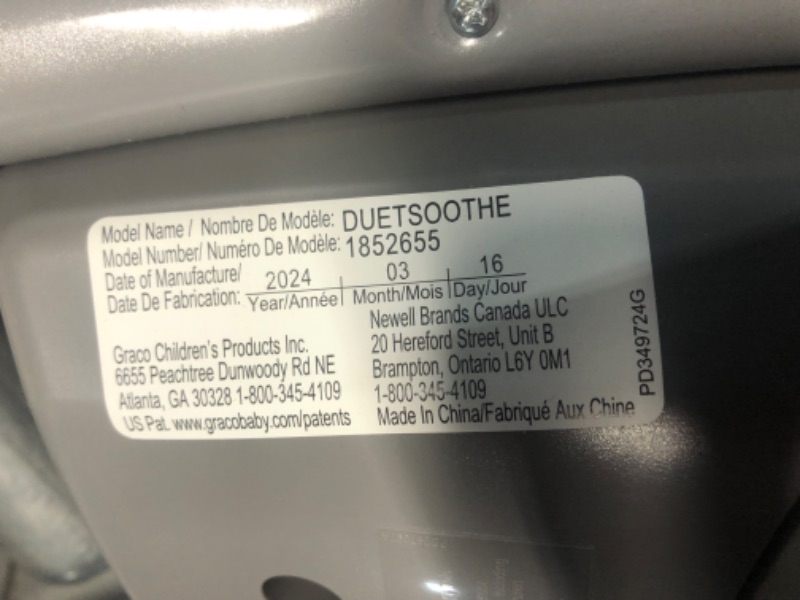 Model Name / Nombre De Modèle: DUETSOOTHE
Model Number/ Numéro De Modèle: 1852655
Date of Manufacture/
Date De Fabrication: 2024 03 16
Year/Année Month/Mois Day/Jour
Graco Children's Products Inc.
6655 Peachtree Dunwoody Rd NE
Atlanta, GA 30328 1-800-345-4109
US Pat. www.gracobaby.com/patents
Newell Brands Canada ULC
20 Hereford Street, Unit B
Brampton, Ontario L6Y 0M1
1-800-345-4109
Made In China/Fabriqué Aux Chine
PD349724G